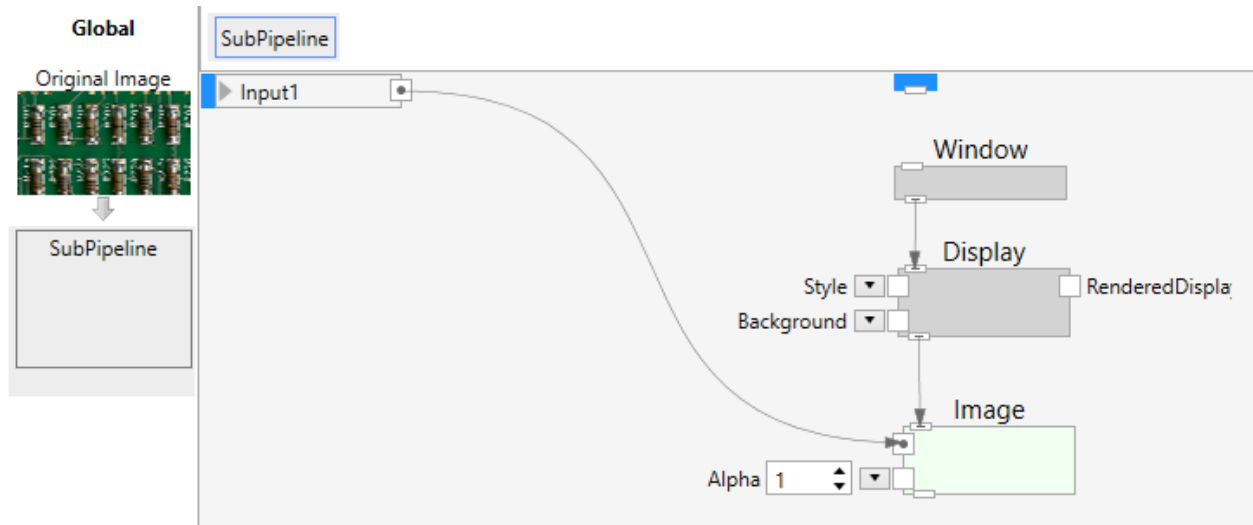 Global
Original Image
SubPipeline
SubPipeline
Input1
Window
Display
Style
RenderedDispla
Background
Image
Alpha 1